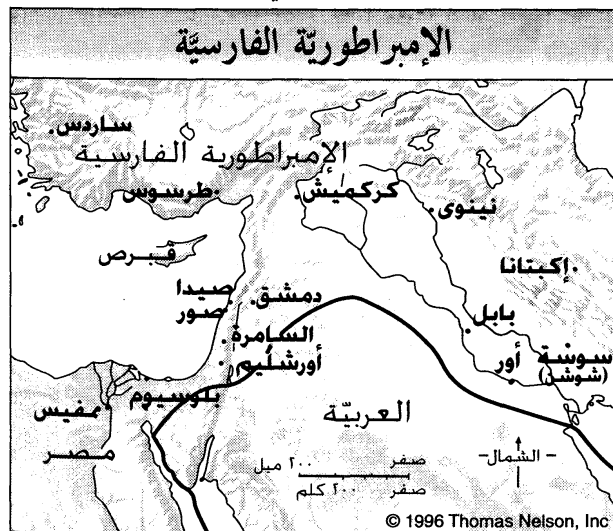 الإمبراطوريّة الفارسيَّة
ساردس
الإمبراطورية الفارسية
طرسوس
كركميش
نينوى
قبرص
إكبتانا
صيدا
دمشق
صور
بابل
السامرة
أورشليم
أور
سوسة
(شوشن)
بلوسيوم
ممفيس
مصر
العربيّة
الشمال
صفر ٢٠٠ ميل
صفر ٢٠٠ كلم
© 1996 Thomas Nelson, Inc